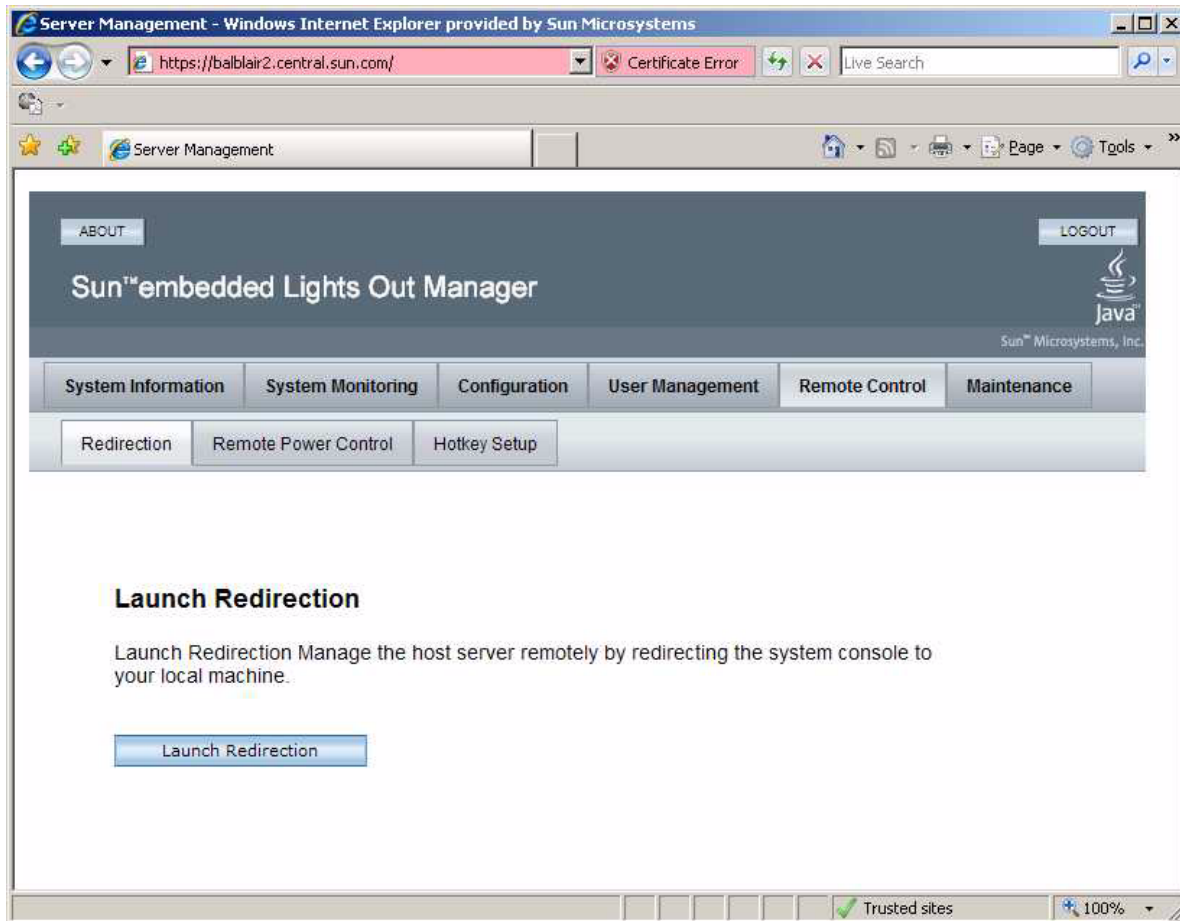 Server Management - Windows Internet Explorer provided by Sun Microsystems
https://balblair2.central.sun.com/
Certificate Error
Live Search
Server Management
Page
Tools
ABOUT
LOGOUT
Sun™embedded Lights Out Manager
Java™
Sun™ Microsystems, Inc.
System Information
System Monitoring
Configuration
User Management
Remote Control
Maintenance
Redirection
Remote Power Control
Hotkey Setup
Launch Redirection
Launch Redirection Manage the host server remotely by redirecting the system console to
your local machine.
Launch Redirection
Trusted sites
100%